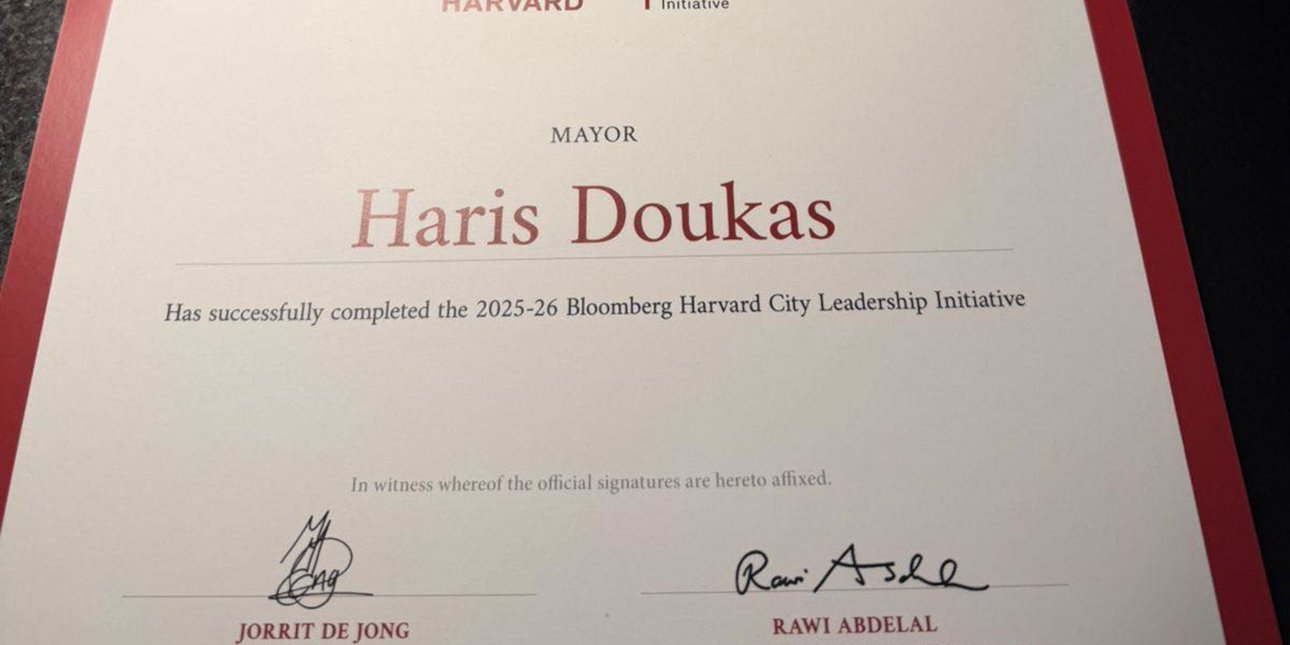 HARVARD
Initiative
MAYOR
Haris Doukas
Has successfully completed the 2025-26 Bloomberg Harvard City Leadership Initiative
In witness whereof the official signatures are hereto affixed.
JORRIT DE JONG
RAWI ABDELAL